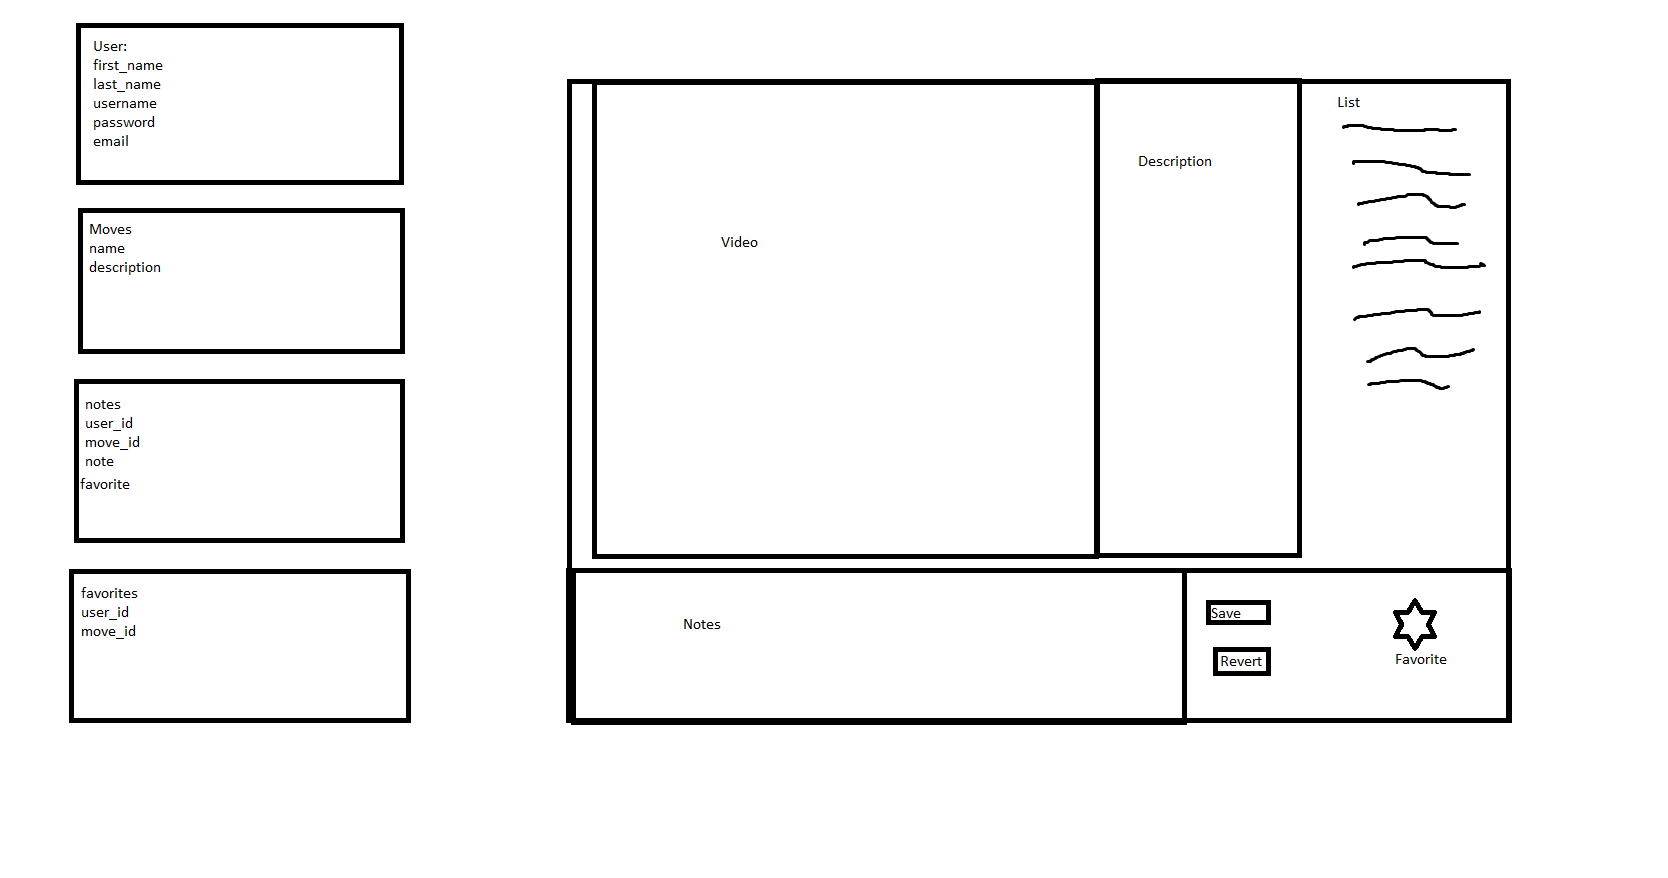 User:
first_name
last_name
username
password
email
Moves
name
description
notes
user_id
move_id
note
favorite
favorites
user_id
move_id
Video
Description
List
Notes
Save
Revert
Favorite